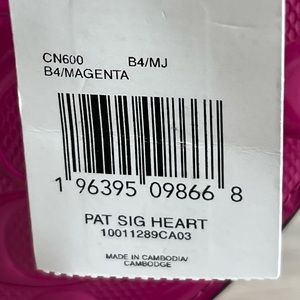 CN600 B4/MJ
B4/MAGENTA
1 96395 09866 8
PAT SIG HEART
10011289CA03
MADE IN CAMBODIA/
CAMBODGE